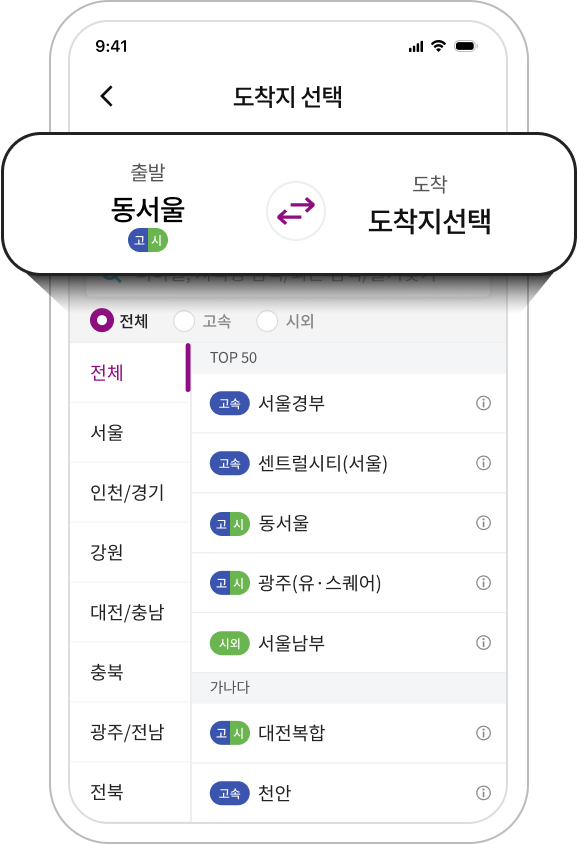 9:41
도착지 선택
출발
동서울
고 시
도착
도착지선택
전체
고속
시외
전체
서울
인천/경기
강원
대전/충남
충북
광주/전남
전북
TOP 50
고속 서울경부
고속 센트럴시티(서울)
고 시 동서울
고 시 광주(유·스퀘어)
시외 서울남부
가나다
고 시 대전복합
고속 천안